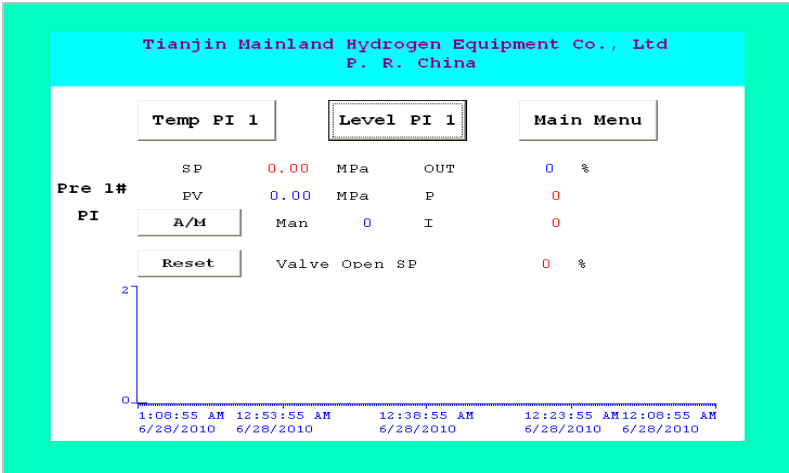 Tianjin Mainland Hydrogen Equipment Co., Ltd
P. R. China
Temp PI 1 Level PI 1 Main Menu
SP 0.00 MPa OUT 0 %
Pre 1#
PV 0.00 MPa P 0
PI
A/M Man 0 I 0
Reset Valve Open SP 0 %
2
0
1:08:55 AM 12:53:55 AM 12:38:55 AM 12:23:55 AM 12:08:55 AM
6/28/2010 6/28/2010 6/28/2010 6/28/2010 6/28/2010